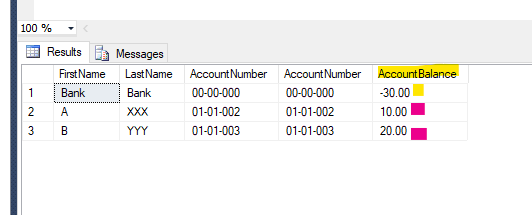 100 %
Results Messages
FirstName LastName AccountNumber AccountNumber AccountBalance
1 Bank Bank 00-00-000 00-00-000 -30.00
2 A XXX 01-01-002 01-01-002 10.00
3 B YYY 01-01-003 01-01-003 20.00